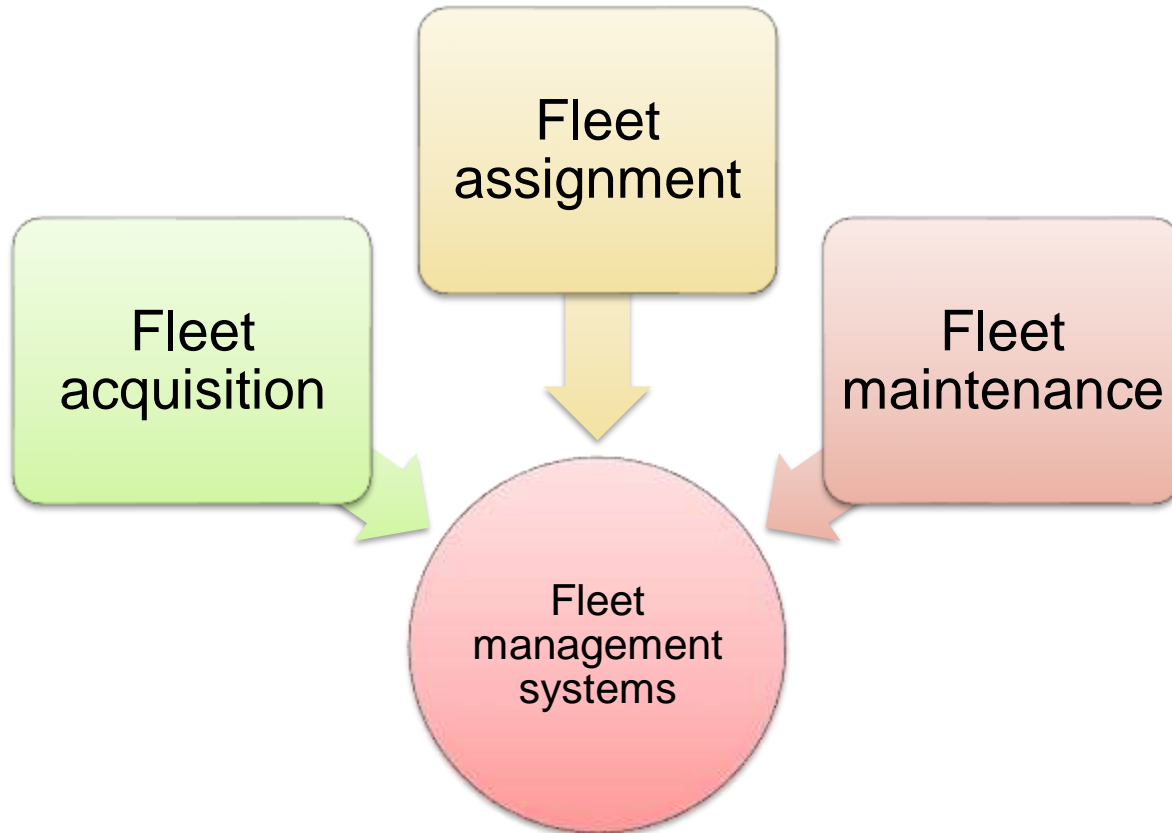 Fleet
assignment
Fleet
acquisition
Fleet
maintenance
Fleet
management
systems